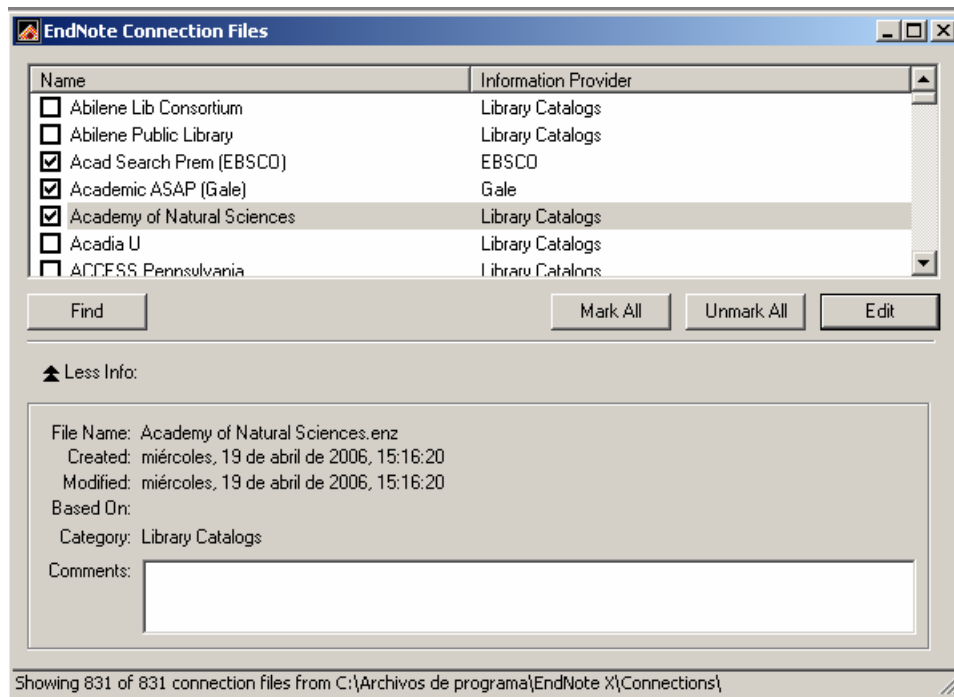 EndNote Connection Files
Name Information Provider
Abilene Lib Consortium Library Catalogs
Abilene Public Library Library Catalogs
Acad Search Prem (EBSCO) EBSCO
Academic ASAP (Gale) Gale
Academy of Natural Sciences Library Catalogs
Acadia U Library Catalogs
ACCESS Pennsylvania Library Catalogs
Find Mark All Unmark All Edit
Less Info:
File Name: Academy of Natural Sciences.enz
Created: miércoles, 19 de abril de 2006, 15:16:20
Modified: miércoles, 19 de abril de 2006, 15:16:20
Based On:
Category: Library Catalogs
Comments:
Showing 831 of 831 connection files from C:\Archivos de programa\EndNote X\Connections\